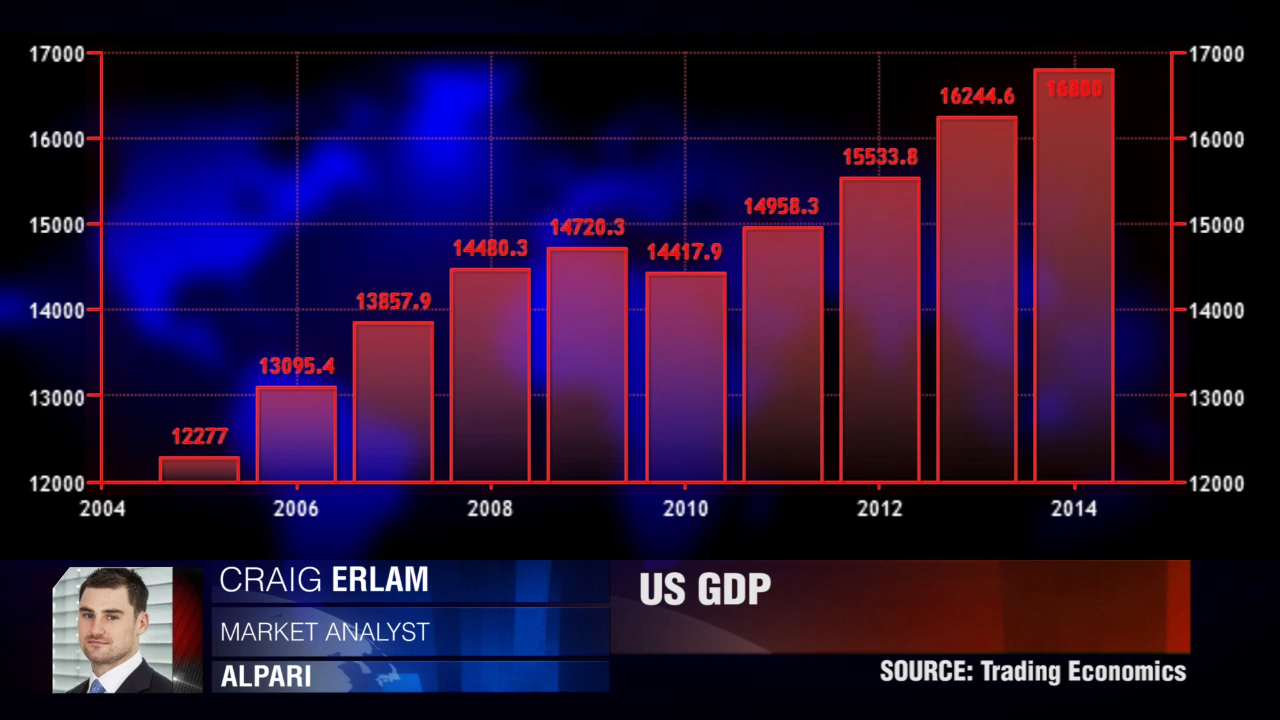 17000 17000
16800
16244.6
16000 16000
15533.8
15000 14958.3 15000
14720.3
14480.3 14417.9
14000 13857.9 14000
13095.4
13000 13000
12277
12000 12000
2004 2006 2008 2010 2012 2014
CRAIG ERLAM
MARKET ANALYST
ALPARI
US GDP
SOURCE: Trading Economics